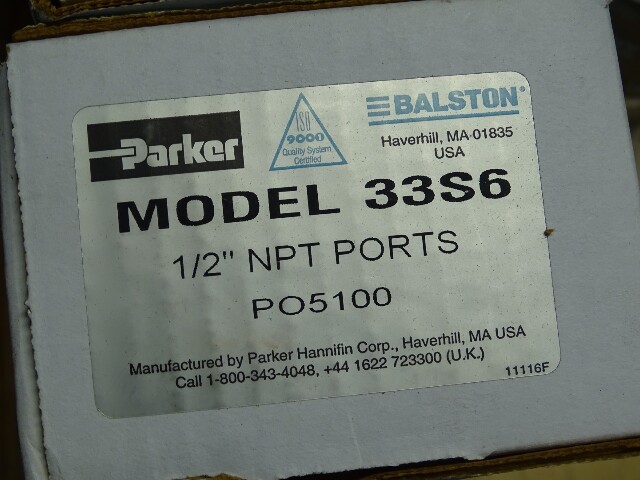 Parker
ISO
9001
Quality System
Certified
BALSTON®
Haverhill, MA 01835
USA
MODEL 33S6
1/2" NPT PORTS
PO5100
Manufactured by Parker Hannifin Corp., Haverhill, MA USA
Call 1-800-343-4048, +44 1622 723300 (U.K.)
11116F